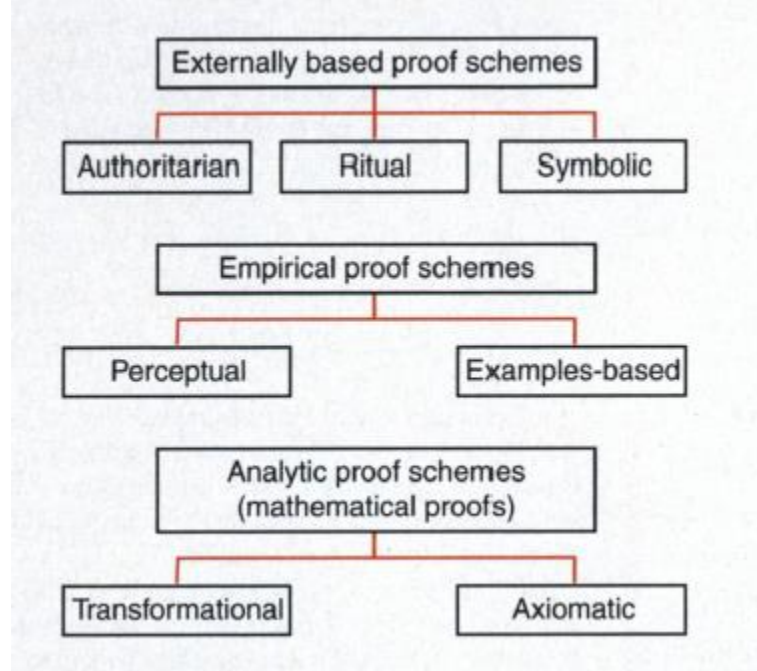 Externally based proof schemes
Authoritarian
Ritual
Symbolic
Empirical proof schemes
Perceptual
Examples-based
Analytic proof schemes
(mathematical proofs)
Transformational
Axiomatic